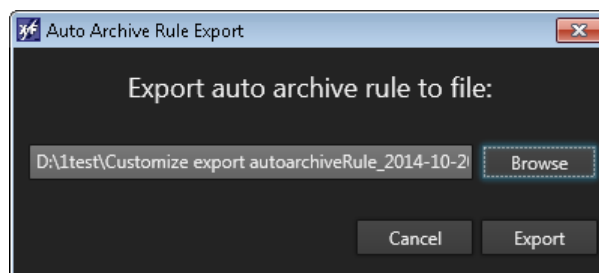 Auto Archive Rule Export
Export auto archive rule to file:
D:\1test\Customize export autoarchiveRule_2014-10-2
Browse
Cancel
Export